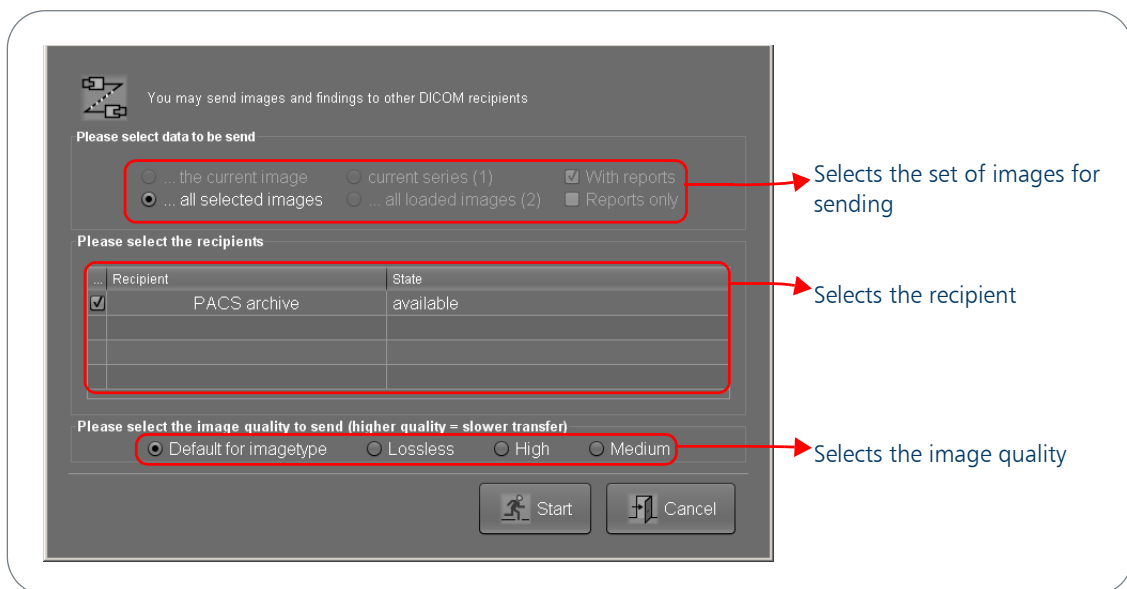 You may send images and findings to other DICOM recipients
Please select data to be send
... the current image
current series (1)
With reports
... all selected images
... all loaded images (2)
Reports only
Selects the set of images for
sending
Please select the recipients
... Recipient State
PACS archive available
Selects the recipient
Please select the image quality to send (higher quality = slower transfer)
Default for imagetype Lossless High Medium
Selects the image quality
Start Cancel